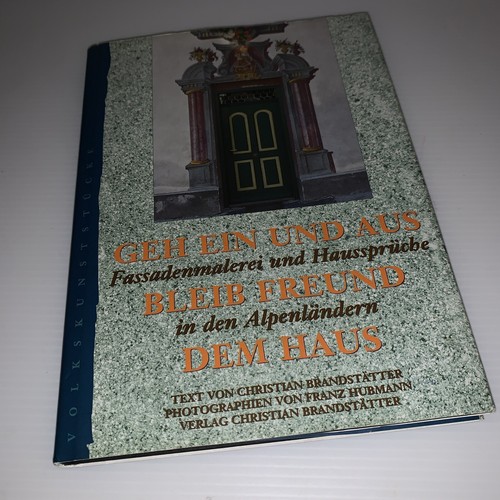 VOLKSKUNSTSTÜCKE
GEH EIN UND AUS
Fassadenmalerei und Haussprüche
BLEIB FREUND
in den Alpenländern
DEM HAUS
TEXT VON CHRISTIAN BRANDSTÄTTER
PHOTOGRAPHIEN VON FRANZ HUBMANN
VERLAG CHRISTIAN BRANDSTÄTTER